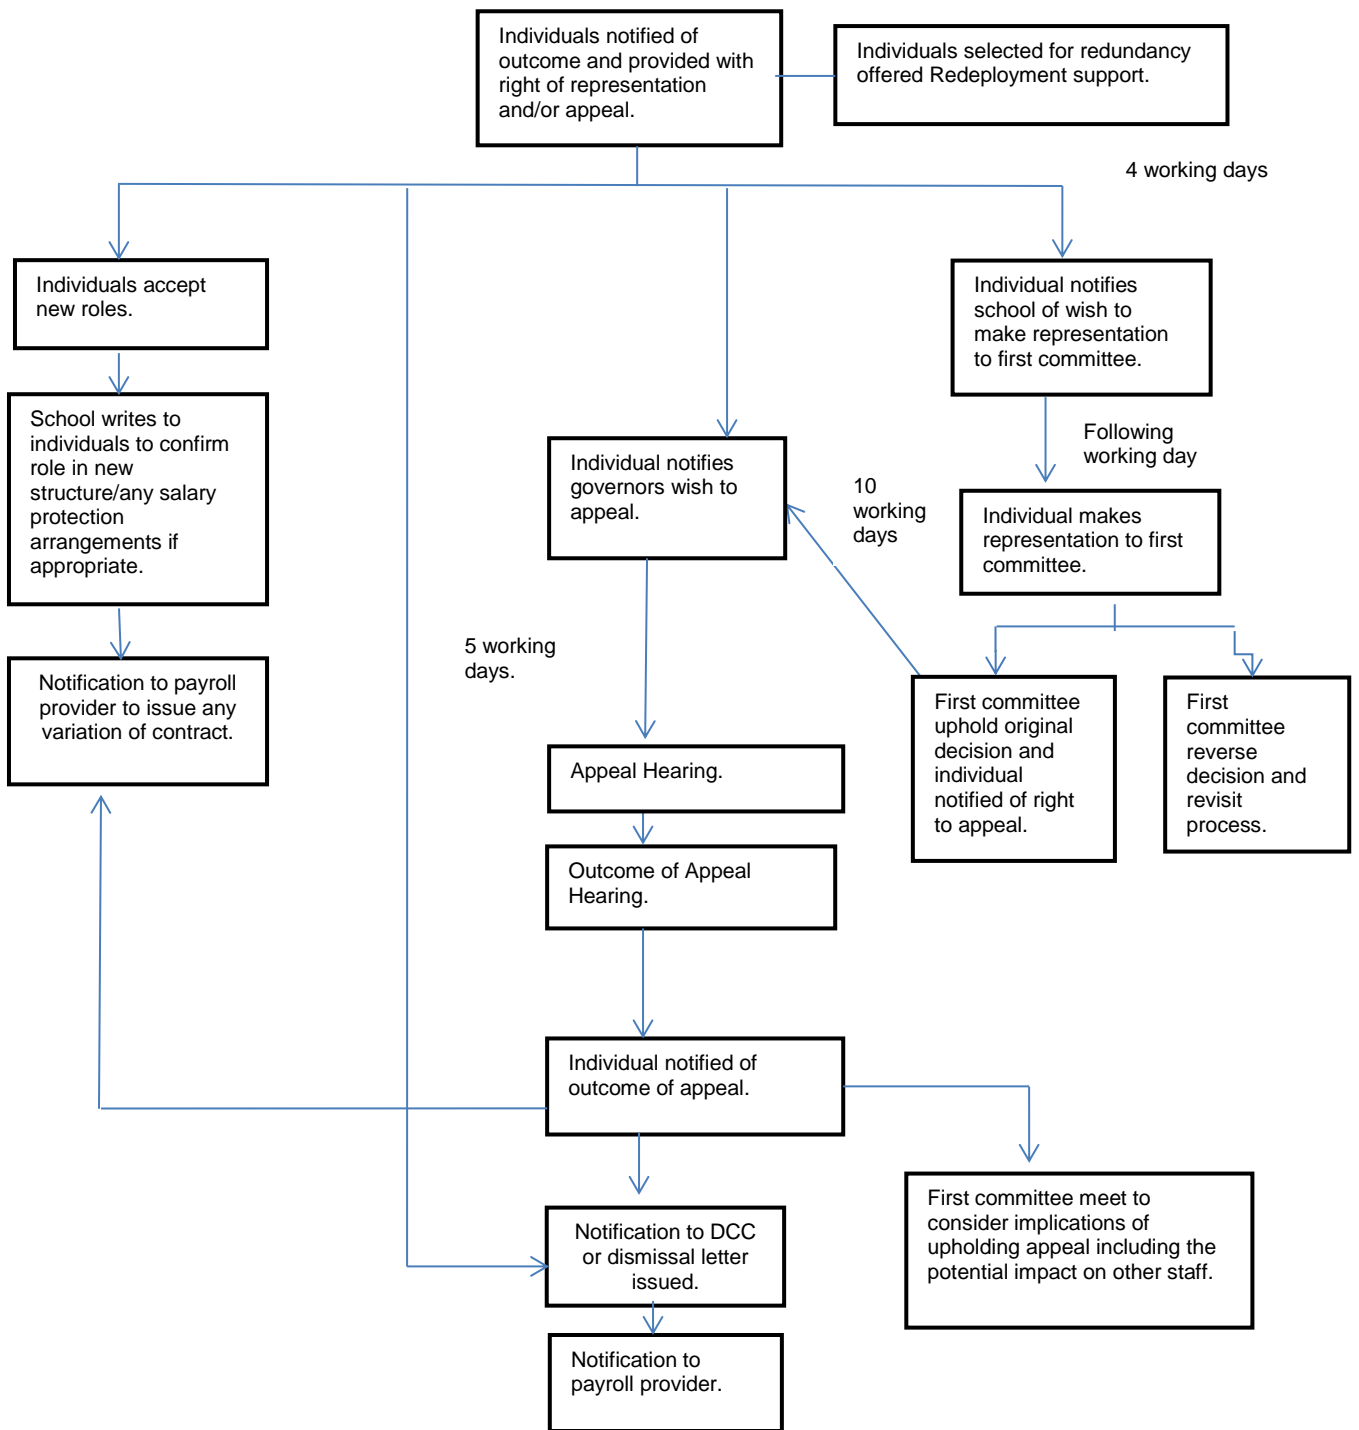 Individuals notified of
outcome and provided with
right of representation
and/or appeal.
Individuals selected for redundancy
offered Redeployment support.
4 working days
Individuals accept
new roles.
Individual notifies
school of wish to
make representation
to first committee.
School writes to
individuals to confirm
role in new
structure/any salary
protection
arrangements if
appropriate.
Following
working day
Individual notifies
governors wish to
appeal.
10
working
days
Individual makes
representation to first
committee.
5 working
days.
Notification to payroll
provider to issue any
variation of contract.
First committee
uphold original
decision and
individual
notified of right
to appeal.
First
committee
reverse
decision and
revisit
process.
Appeal Hearing.
Outcome of Appeal
Hearing.
Individual notified of
outcome of appeal.
First committee meet to
consider implications of
upholding appeal including the
potential impact on other staff.
Notification to DCC
or dismissal letter
issued.
Notification to
payroll provider.